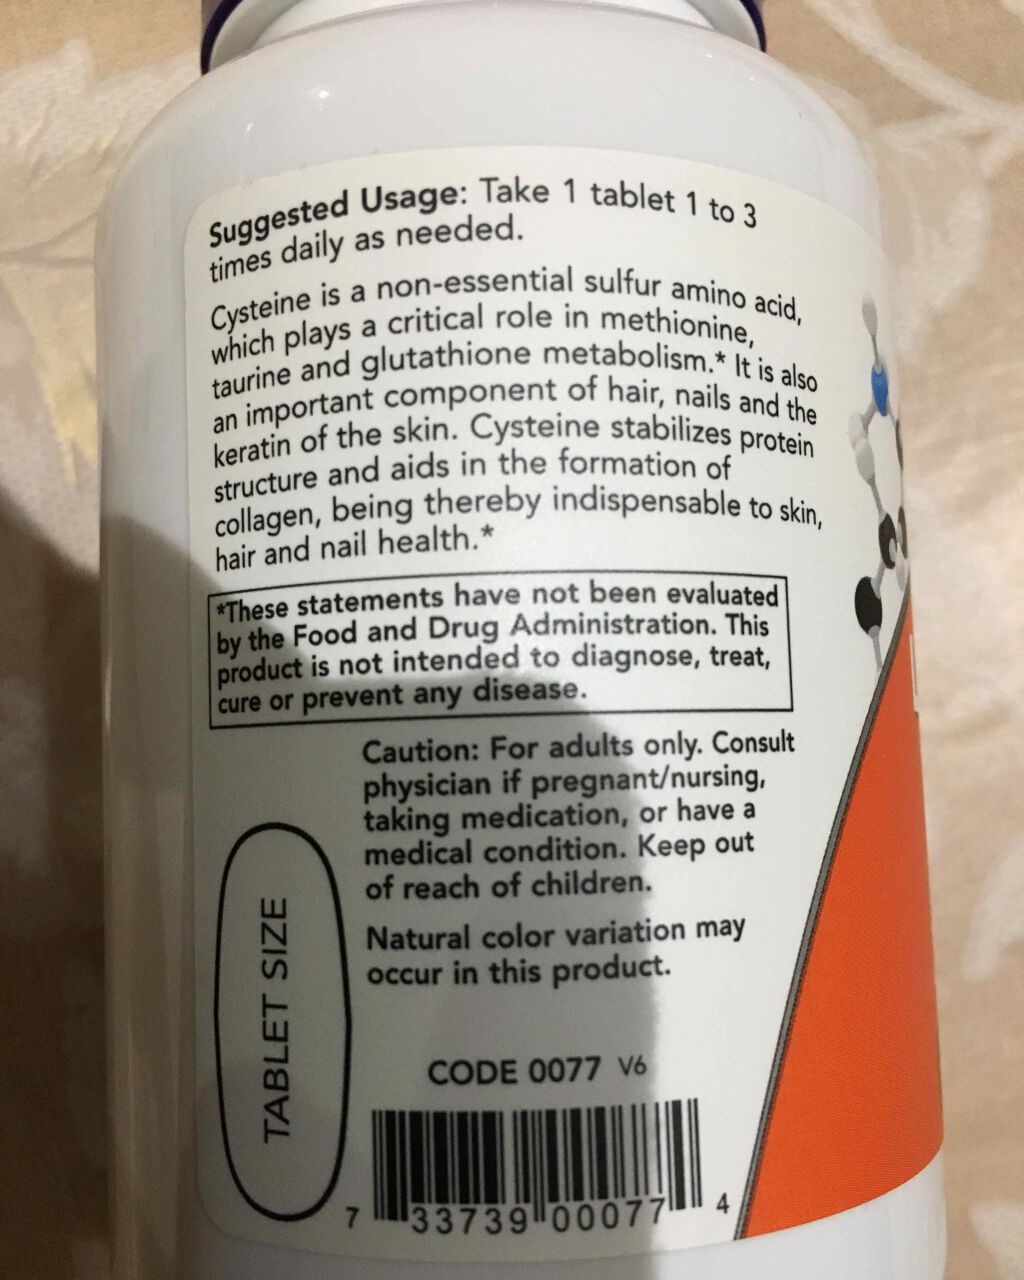 Suggested Usage: Take 1 tablet 1 to 3
times daily as needed.
Cysteine is a non-essential sulfur amino acid,
which plays a critical role in methionine,
taurine and glutathione metabolism.* It is also
an important component of hair, nails and the
keratin of the skin. Cysteine stabilizes protein
structure and aids in the formation of
collagen, being thereby indispensable to skin,
hair and nail health.*
*These statements have not been evaluated
by the Food and Drug Administration. This
product is not intended to diagnose, treat,
cure or prevent any disease.
Caution: For adults only. Consult
physician if pregnant/nursing,
taking medication, or have a
medical condition. Keep out
of reach of children.
Natural color variation may
occur in this product.
TABLET SIZE
CODE 0077 V6
7 33739 00077 4